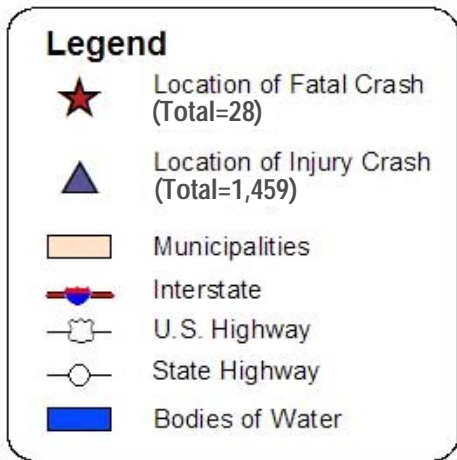 Legend
Location of Fatal Crash
(Total=28)
Location of Injury Crash
(Total=1,459)
Municipalities
Interstate
U.S. Highway
State Highway
Bodies of Water